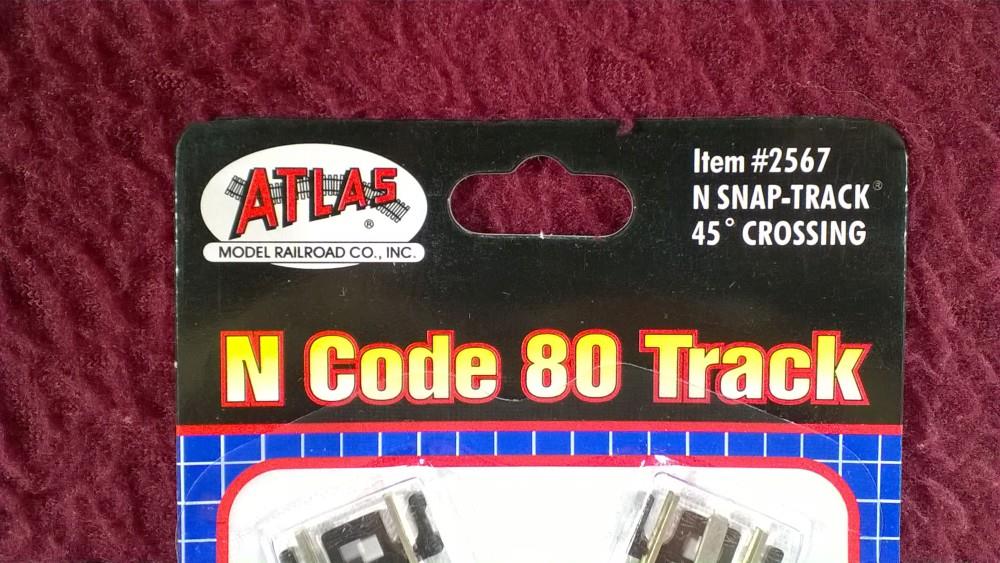 ATLAS ®
MODEL RAILROAD CO., INC.
Item #2567
N SNAP-TRACK®
45° CROSSING
N Code 80 Track